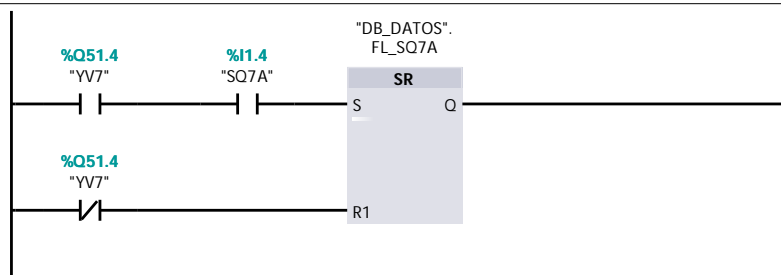 "DB_DATOS".
FL_SQ7A
%Q51.4
"YV7"
%I1.4
"SQ7A"
SR
S
Q
%Q51.4
"YV7"
R1